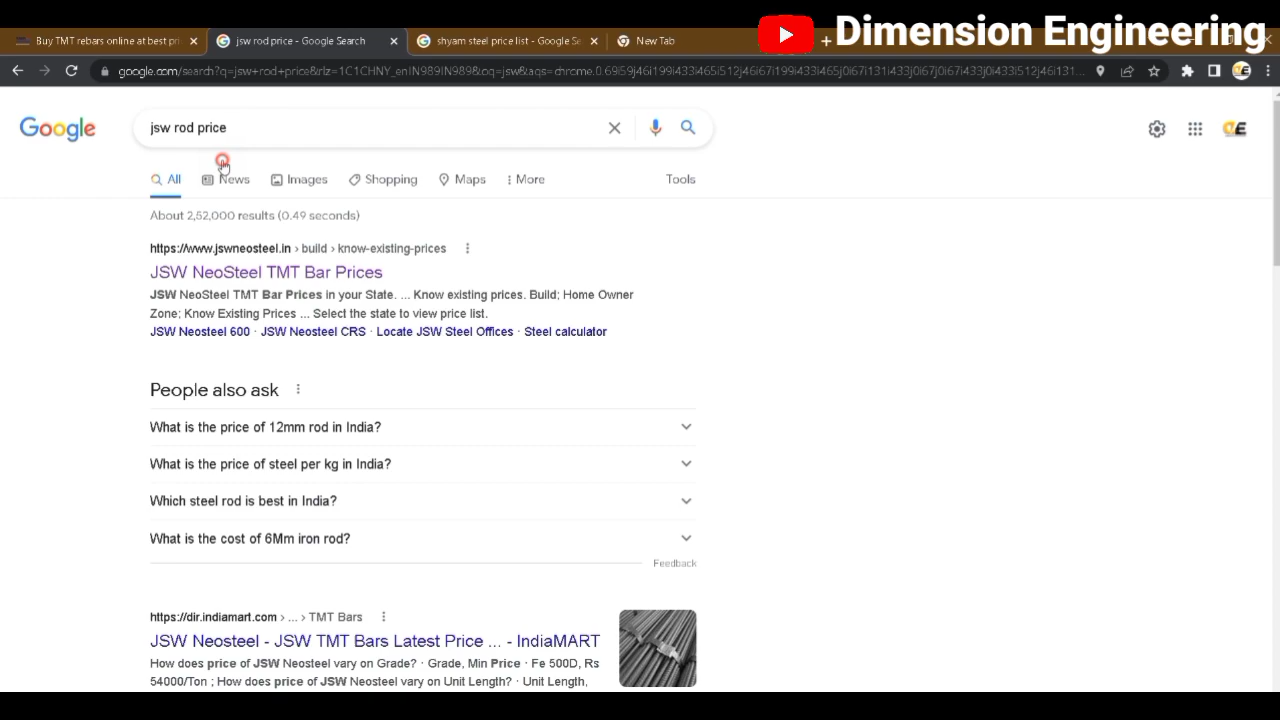 Dimension Engineering
Buy TMT rebars online at best pri
jsw rod price - Google Search
shyam steel price list - Google Se
New Tab
google.com/search?q=jsw+rod+price&rlz=1C1CHNY_enIN989IN989&oq=jsw&aqs=chrome.0.69i59j46i199i433i465i512j46i67i199i433i465j0i67i131i433j0i67j0i67i433j0i433i512j46i131...
Google
jsw rod price
E
All
News
Images
Shopping
Maps
More
Tools
About 2,52,000 results (0.49 seconds)
https://www.jswneosteel.in › build › know-existing-prices
JSW NeoSteel TMT Bar Prices
JSW NeoSteel TMT Bar Prices in your State. ... Know existing prices. Build; Home Owner
Zone; Know Existing Prices ... Select the state to view price list.
JSW Neosteel 600 · JSW Neosteel CRS · Locate JSW Steel Offices · Steel calculator
People also ask
What is the price of 12mm rod in India?
What is the price of steel per kg in India?
Which steel rod is best in India?
What is the cost of 6Mm iron rod?
Feedback
https://dir.indiamart.com › ... › TMT Bars
JSW Neosteel - JSW TMT Bars Latest Price ... - IndiaMART
How does price of JSW Neosteel vary on Grade? · Grade, Min Price · Fe 500D, Rs
54000/Ton ; How does price of JSW Neosteel vary on Unit Length? · Unit Length,